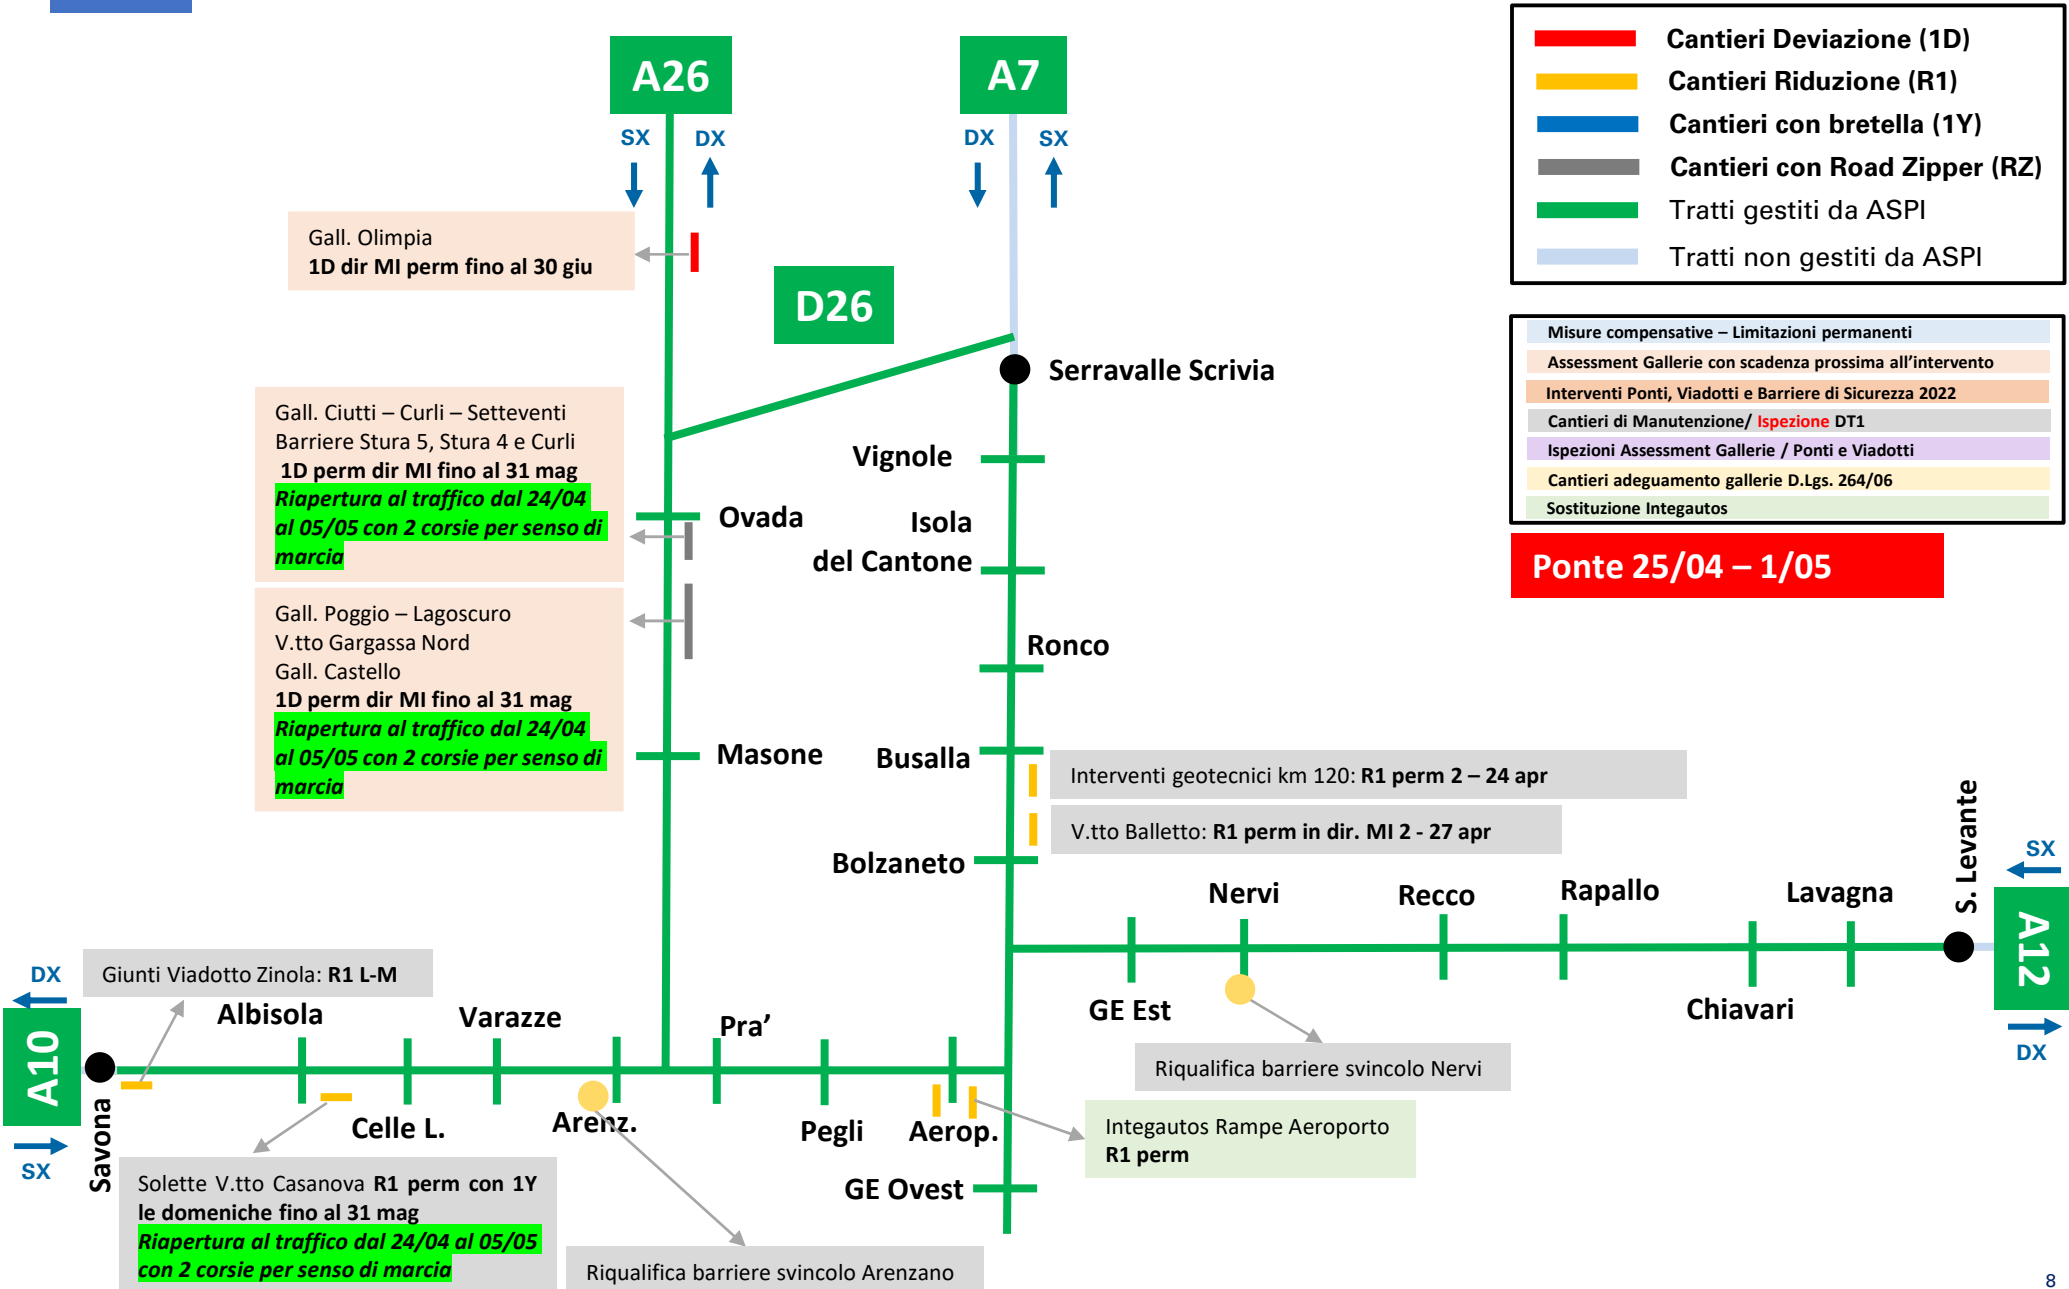 A26
A7
SX
DX
DX
SX
Cantieri Deviazione (1D)
Cantieri Riduzione (R1)
Cantieri con bretella (1Y)
Cantieri con Road Zipper (RZ)
Tratti gestiti da ASPI
Tratti non gestiti da ASPI
Gall. Olimpia
1D dir MI perm fino al 30 giu
D26
Misure compensative – Limitazioni permanenti
Assessment Gallerie con scadenza prossima all'intervento
Interventi Ponti, Viadotti e Barriere di Sicurezza 2022
Cantieri di Manutenzione/ Ispezione DT1
Ispezioni Assessment Gallerie / Ponti e Viadotti
Cantieri adeguamento gallerie D.Lgs. 264/06
Sostituzione Integautos
Ponte 25/04 – 1/05
Serravalle Scrivia
Gall. Ciutti – Curli – Setteventi
Barriere Stura 5, Stura 4 e Curli
1D perm dir MI fino al 31 mag
Riapertura al traffico dal 24/04
al 05/05 con 2 corsie per senso di
marcia
Vignole
Ovada
Isola
del Cantone
Gall. Poggio – Lagoscuro
V.tto Gargassa Nord
Gall. Castello
1D perm dir MI fino al 31 mag
Riapertura al traffico dal 24/04
al 05/05 con 2 corsie per senso di
marcia
Ronco
Masone
Busalla
Interventi geotecnici km 120: R1 perm 2 – 24 apr
V.tto Balletto: R1 perm in dir. MI 2 - 27 apr
Bolzaneto
Nervi
Recco
Rapallo
Lavagna
S. Levante
SX
A12
DX
GE Est
Chiavari
Riqualifica barriere svincolo Nervi
Giunti Viadotto Zinola: R1 L-M
DX
A10
SX
Savona
Albisola
Celle L.
Varazze
Arenz.
Pra'
Pegli
Aerop.
GE Ovest
Integautos Rampe Aeroporto
R1 perm
Solette V.tto Casanova R1 perm con 1Y
le domeniche fino al 31 mag
Riapertura al traffico dal 24/04 al 05/05
con 2 corsie per senso di marcia
Riqualifica barriere svincolo Arenzano
8